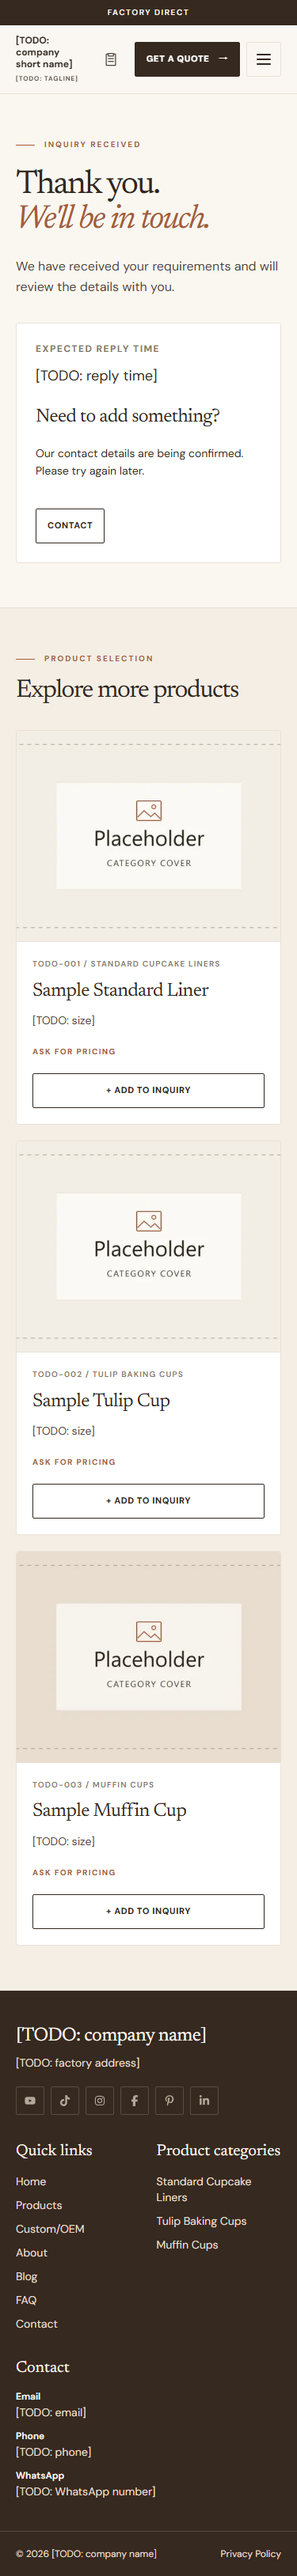 FACTORY DIRECT
[TODO:
company
short name]
[TODO: TAGLINE]
GET A QUOTE →
INQUIRY RECEIVED
Thank you.
We'll be in touch.
We have received your requirements and will
review the details with you.
EXPECTED REPLY TIME
[TODO: reply time]
Need to add something?
Our contact details are being confirmed.
Please try again later.
CONTACT
PRODUCT SELECTION
Explore more products
Placeholder
CATEGORY COVER
TODO-001 / STANDARD CUPCAKE LINERS
Sample Standard Liner
[TODO: size]
ASK FOR PRICING
+ ADD TO INQUIRY
Placeholder
CATEGORY COVER
TODO-002 / TULIP BAKING CUPS
Sample Tulip Cup
[TODO: size]
ASK FOR PRICING
+ ADD TO INQUIRY
Placeholder
CATEGORY COVER
TODO-003 / MUFFIN CUPS
Sample Muffin Cup
[TODO: size]
ASK FOR PRICING
+ ADD TO INQUIRY
[TODO: company name]
[TODO: factory address]
Quick links
Home
Products
Custom/OEM
About
Blog
FAQ
Contact
Product categories
Standard Cupcake
Liners
Tulip Baking Cups
Muffin Cups
Contact
Email
[TODO: email]
Phone
[TODO: phone]
WhatsApp
[TODO: WhatsApp number]
© 2026 [TODO: company name]
Privacy Policy